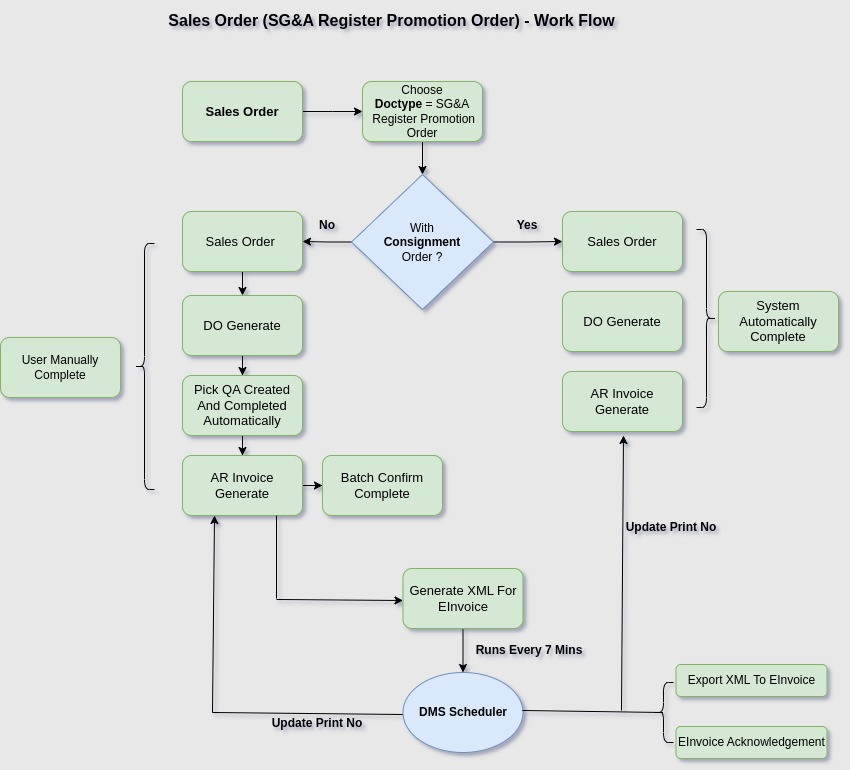 Sales Order (SG&A Register Promotion Order) - Work Flow
Sales Order
Choose
Doctype = SG&A
Register Promotion
Order
With
Consignment
Order ?
No
Yes
Sales Order
DO Generate
Pick QA Created
And Completed
Automatically
AR Invoice
Generate
Batch Confirm
Complete
User Manually
Complete
Sales Order
DO Generate
AR Invoice
Generate
System
Automatically
Complete
Update Print No
Generate XML For
EInvoice
Runs Every 7 Mins
DMS Scheduler
Update Print No
Export XML To EInvoice
EInvoice Acknowledgement